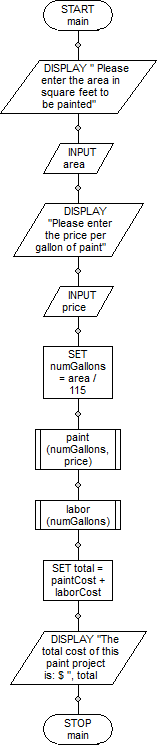 START
main
DISPLAY " Please
enter the area in
square feet to
be painted"
INPUT
area
DISPLAY
"Please enter
the price per
gallon of paint"
INPUT
price
SET
numGallons
= area /
115
paint
(numGallons,
price)
labor
(numGallons)
SET total =
paintCost +
laborCost
DISPLAY "The
total cost of this
paint project
is: $ ", total
STOP
main